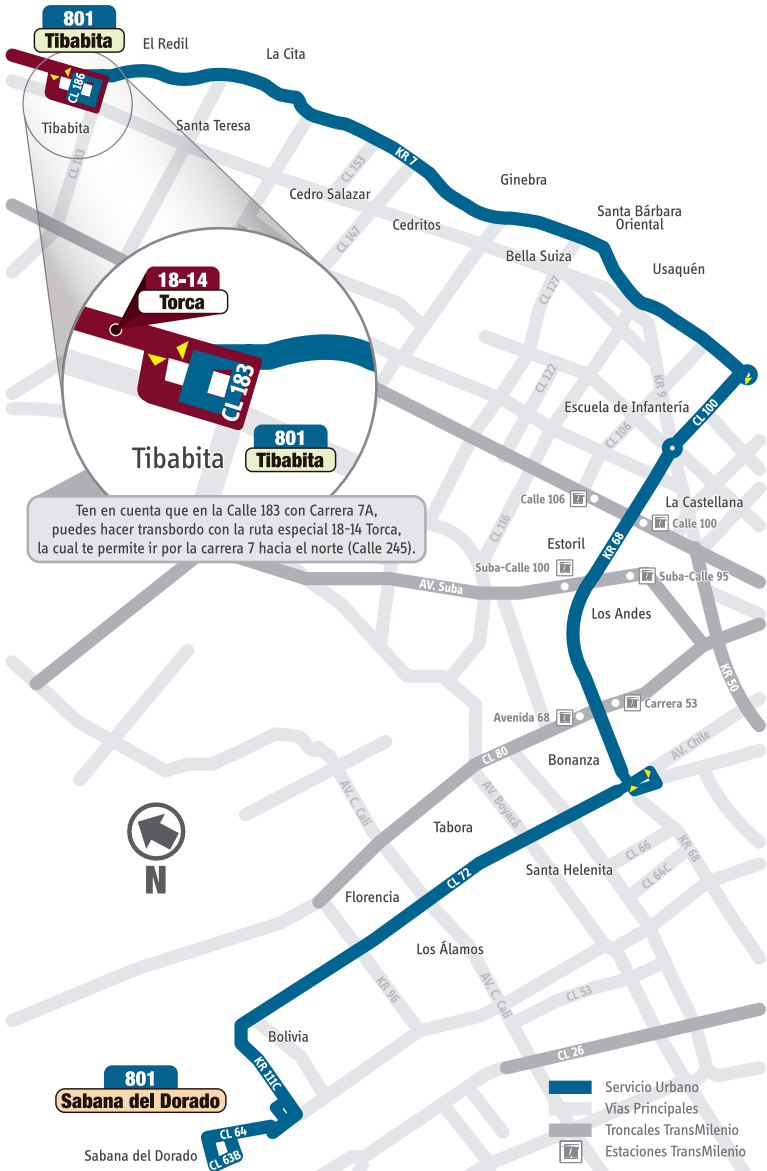 801
Tibabita
El Redil
La Cita
CL 186
Tibabita
Santa Teresa
CL 183
KR 7
CL 153
Cedro Salazar
Ginebra
CL 147
Cedritos
Santa Bárbara
Oriental
Bella Suiza
Usaquén
18-14
Torca
CL 127
CL 183
CL 122
KR 9
Tibabita
801
Tibabita
Escuela de Infantería
CL 100
CL 106
Ten en cuenta que en la Calle 183 con Carrera 7A,
puedes hacer transbordo con la ruta especial 18-14 Torca,
la cual te permite ir por la carrera 7 hacia el norte (Calle 245).
Calle 106
La Castellana
Calle 100
CL 116
Estoril
KR 68
Suba-Calle 100
Suba-Calle 95
AV. Suba
Los Andes
KR 50
Carrera 53
Avenida 68
CL 80
Bonanza
AV. Chile
AV. C. Cali
AV. Boyacá
N
Tabora
KR 68
CL 66
CL 64C
Santa Helenita
CL 72
Florencia
Los Álamos
KR 96
AV. C. Cali
CL 53
Bolivia
CL 26
KR 111C
801
Sabana del Dorado
Servicio Urbano
Vías Principales
Troncales TransMilenio
Estaciones TransMilenio
CL 64
Sabana del Dorado
CL 63B